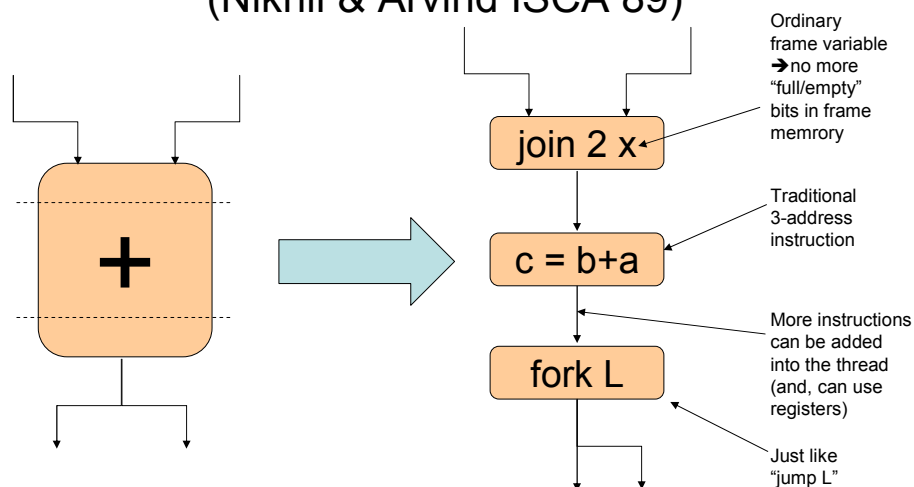 (Nikhil & Arvind ISCA 89)
Ordinary
frame variable
➔no more
“full/empty”
bits in frame
memrory
join 2 x
Traditional
3-address
instruction
+
c = b+a
More instructions
can be added
into the thread
(and, can use
registers)
fork L
Just like
“jump L”